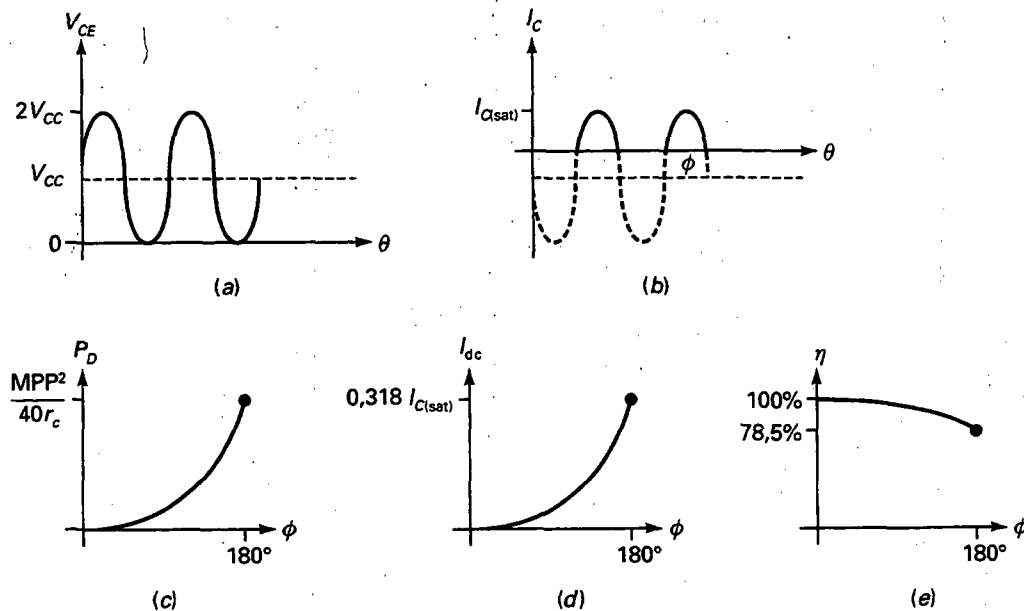 V_CE
2V_CC
V_CC
0
θ
(a)
I_C
I_C(sat)
ϕ
θ
(b)
P_D
MPP²
40r_c
180°
ϕ
(c)
I_dc
0,318 I_C(sat)
180°
ϕ
(d)
η
100%
78,5%
180°
ϕ
(e)